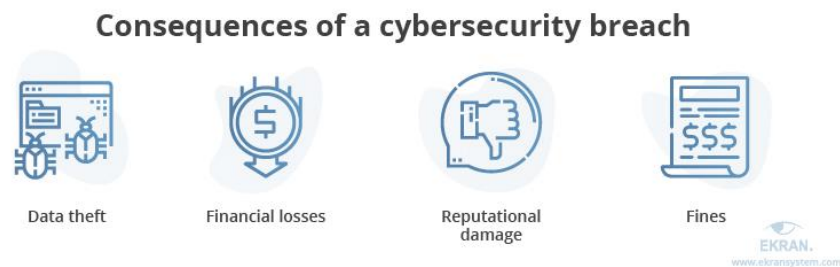 Consequences of a cybersecurity breach
$
$$$
Data theft
Financial losses
Reputational
damage
Fines
EKRAN.
www.ekransystem.com